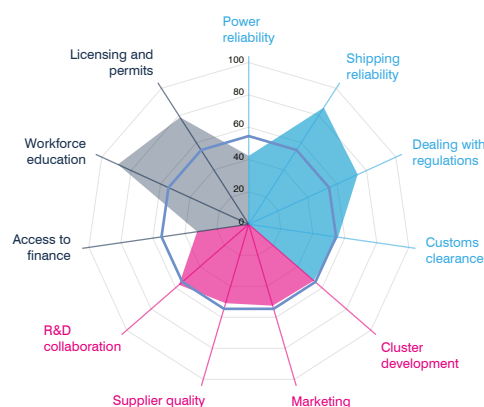 Power
reliability
Shipping
reliability
Licensing and
permits
100
80
60
40
20
0
Workforce
education
Dealing with
regulations
Access to
finance
Customs
clearance
R&D
collaboration
Cluster
development
Supplier quality
Marketing